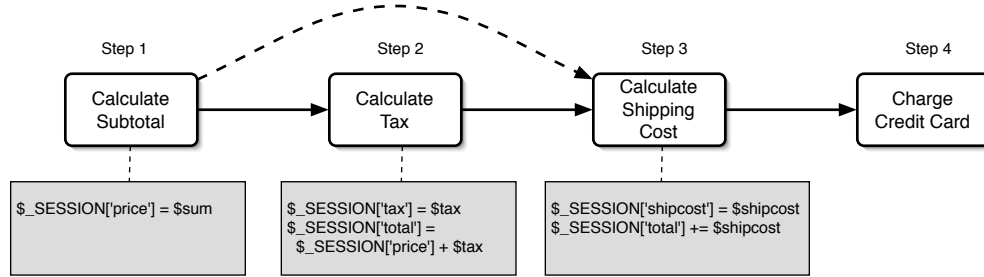 Step 1
Step 2
Step 3
Step 4
Calculate
Subtotal
Calculate
Tax
Calculate
Shipping
Cost
Charge
Credit Card
$_SESSION['price'] = $sum
$_SESSION['tax'] = $tax
$_SESSION['total'] =
$_SESSION['price'] + $tax
$_SESSION['shipcost'] = $shipcost
$_SESSION['total'] += $shipcost